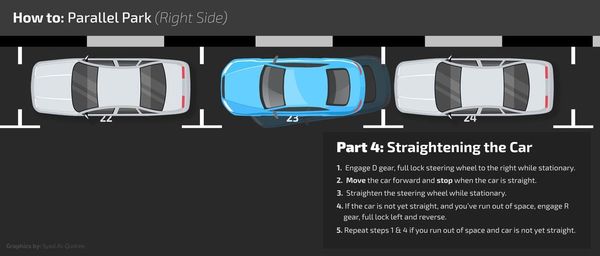 How to: Parallel Park (Right Side)
22
23
24
Part 4: Straightening the Car
1. Engage D gear, full lock steering wheel to the right while stationary.
2. Move the car forward and stop when the car is straight.
3. Straighten the steering wheel while stationary.
4. If the car is not yet straight, and you've run out of space, engage R
gear, full lock left and reverse.
5. Repeat steps 1 & 4 if you run out of space and car is not yet straight.
Graphics by: Syed